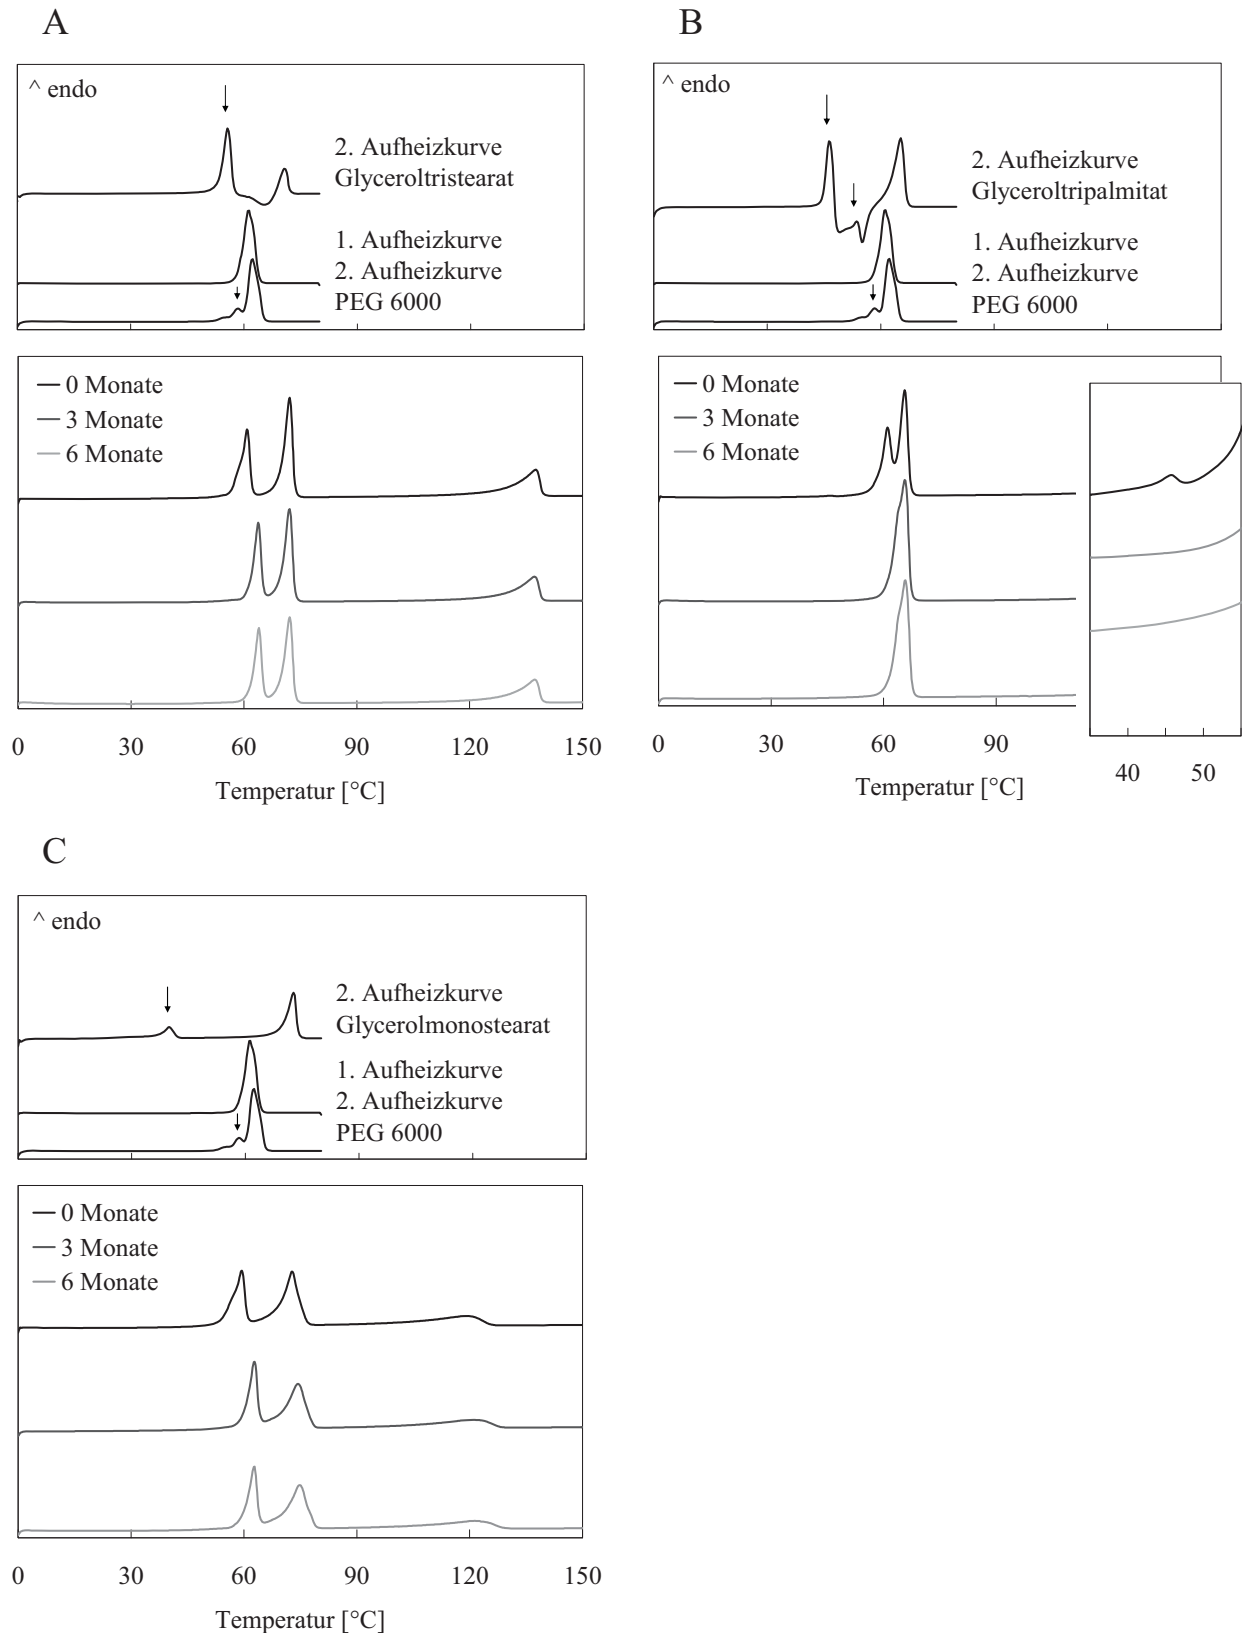 A
^ endo
2. Aufheizkurve
Glyceroltristearat
1. Aufheizkurve
2. Aufheizkurve
PEG 6000
0 Monate
3 Monate
6 Monate
0 30 60 90 120 150
Temperatur [°C]
B
^ endo
2. Aufheizkurve
Glyceroltripalmitat
1. Aufheizkurve
2. Aufheizkurve
PEG 6000
0 Monate
3 Monate
6 Monate
0 30 60 90
40 50
Temperatur [°C]
C
^ endo
2. Aufheizkurve
Glycerolmonostearat
1. Aufheizkurve
2. Aufheizkurve
PEG 6000
0 Monate
3 Monate
6 Monate
0 30 60 90 120 150
Temperatur [°C]